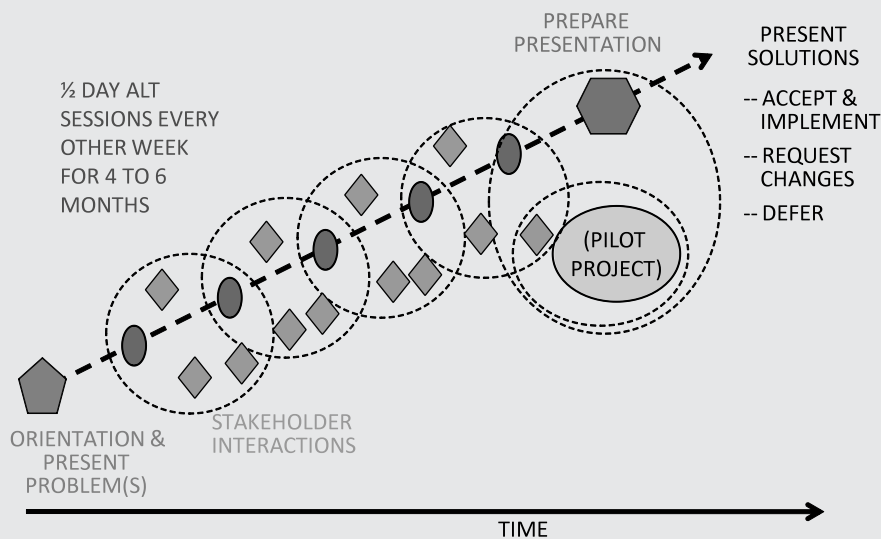 PREPARE
PRESENTATION
PRESENT
SOLUTIONS
-- ACCEPT &
IMPLEMENT
-- REQUEST
CHANGES
-- DEFER
½ DAY ALT
SESSIONS EVERY
OTHER WEEK
FOR 4 TO 6
MONTHS
(PILOT
PROJECT)
STAKEHOLDER
INTERACTIONS
ORIENTATION &
PRESENT
PROBLEM(S)
TIME